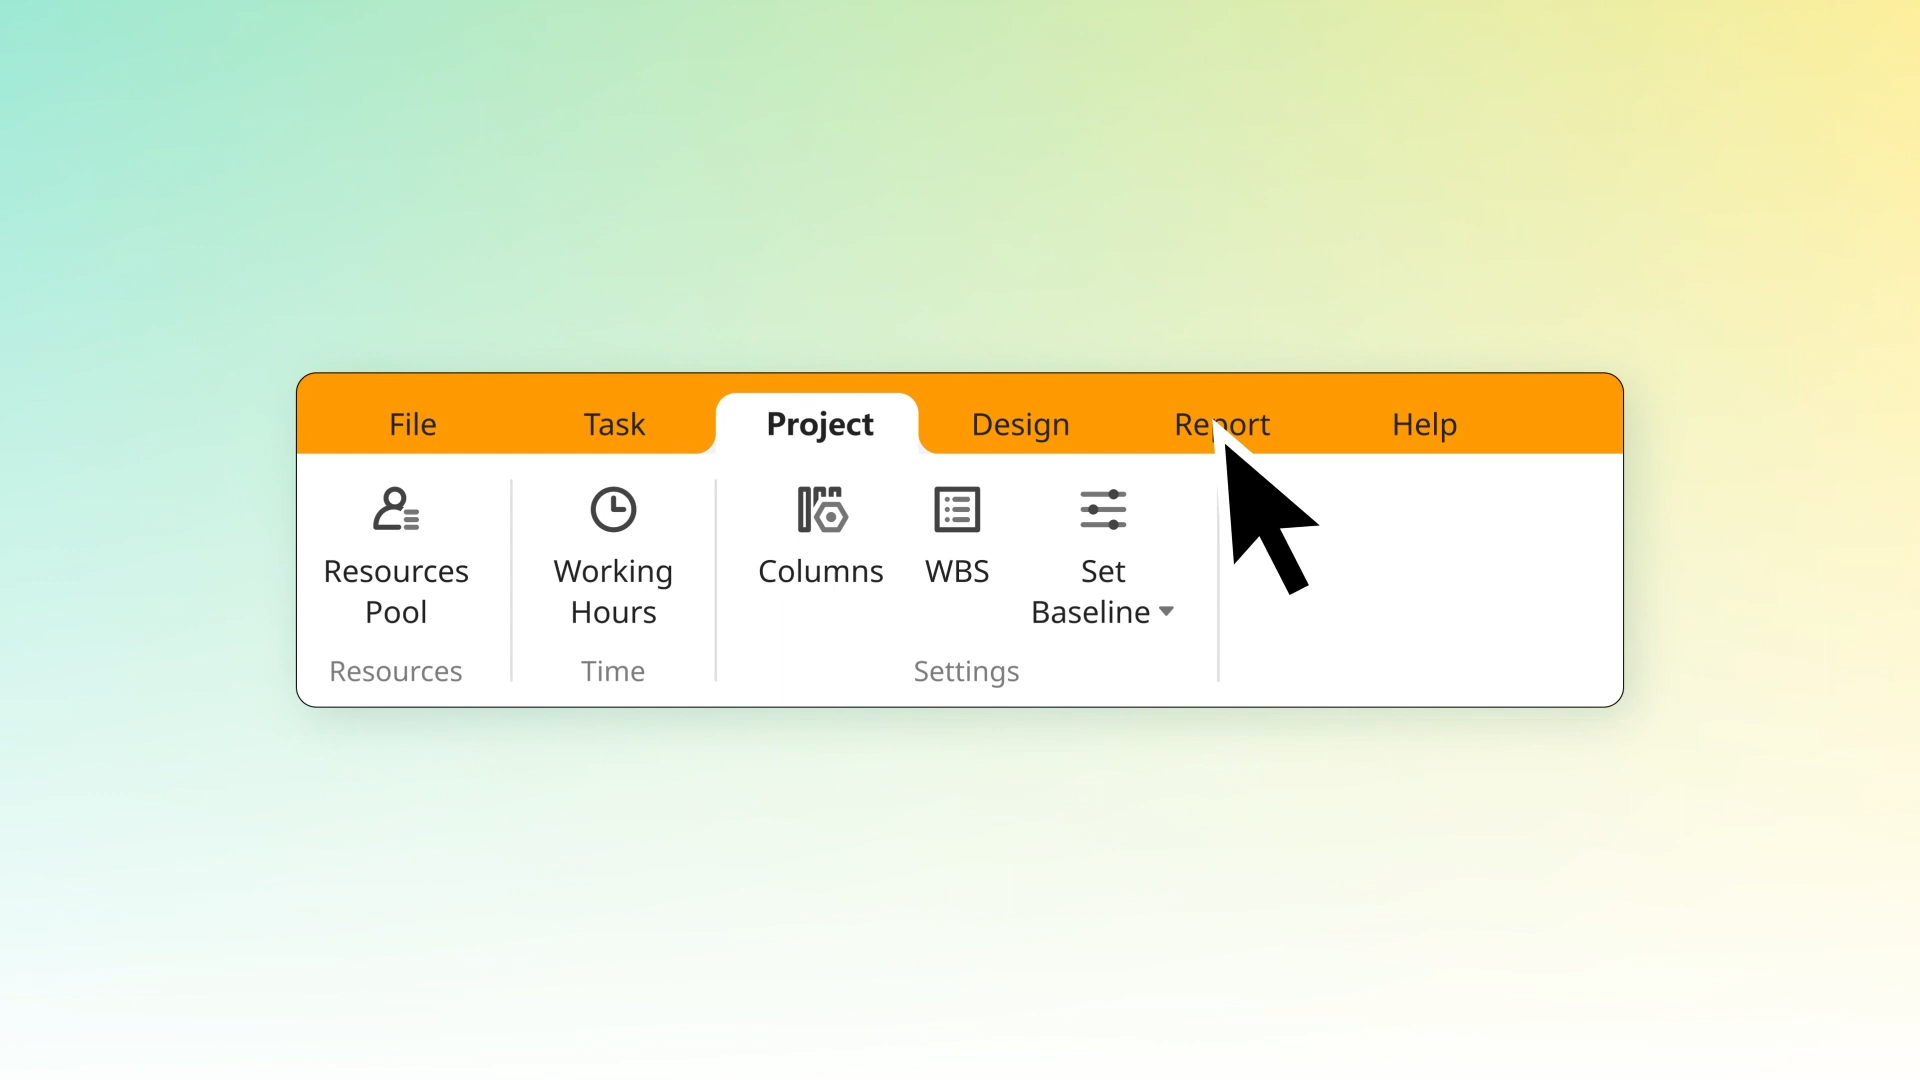 File Task Project Design Report Help
Resources Pool Working Hours Columns WBS Set Baseline
Resources Time Settings